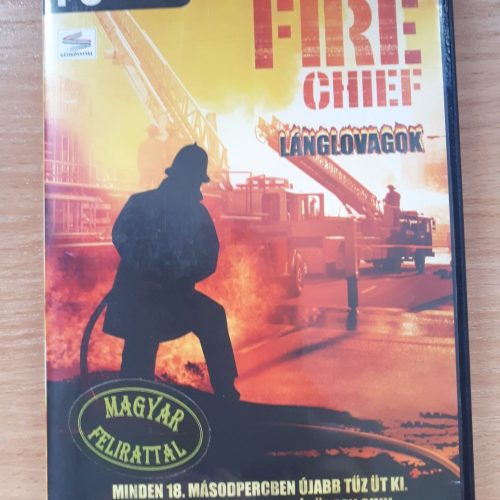 FIRE
CHIEF
LÁNGLOVAGOK
MAGYAR
FELIRATTAL
MINDEN 18. MÁSODPERCBEN ÚJABB TŰZ ÜT KI.